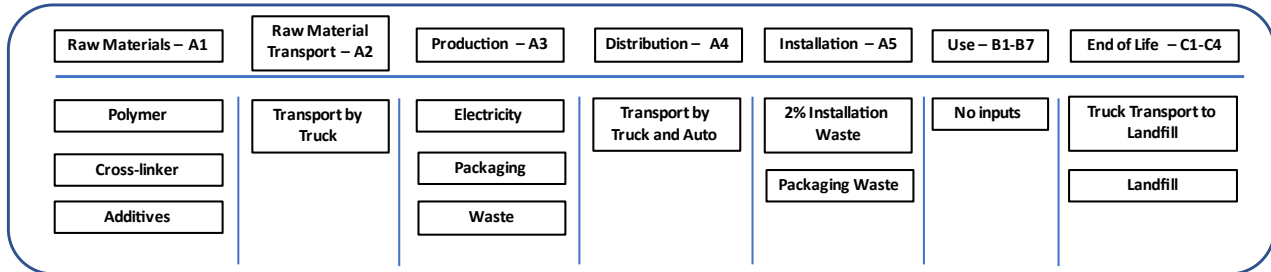 Raw Materials – A1
Raw Material
Transport – A2
Production – A3
Distribution – A4
Installation – A5
Use – B1-B7
End of Life – C1-C4
Polymer
Cross-linker
Additives
Transport by
Truck
Electricity
Packaging
Waste
Transport by
Truck and Auto
2% Installation
Waste
Packaging Waste
No inputs
Truck Transport to
Landfill
Landfill